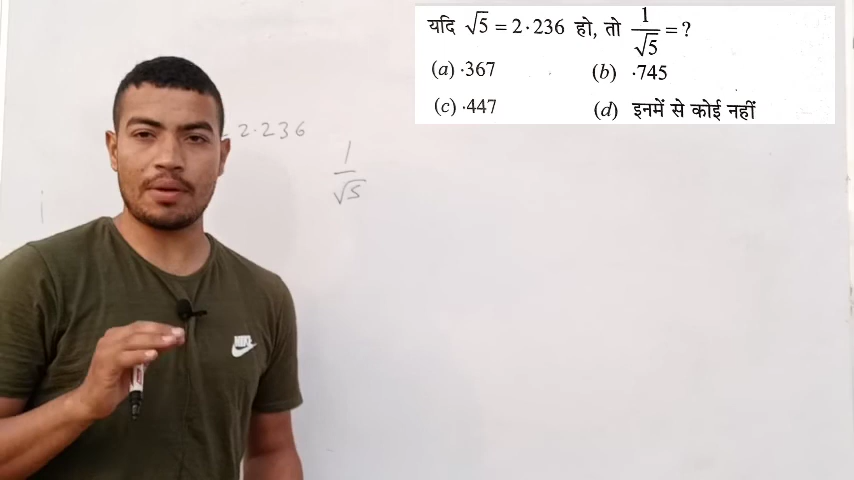 यदि √5 = 2·236 हो, तो 1/√5 = ?
(a) ·367 (b) ·745
(c) ·447 (d) इनमें से कोई नहीं
= 2.236
1/√5
NIKE